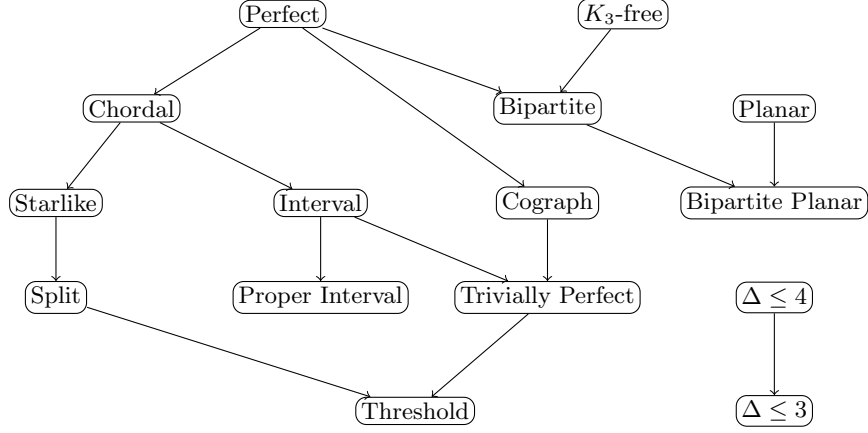 Perfect
K₃-free
Chordal
Bipartite
Planar
Starlike
Interval
Cograph
Bipartite Planar
Split
Proper Interval
Trivially Perfect
Δ ≤ 4
Threshold
Δ ≤ 3